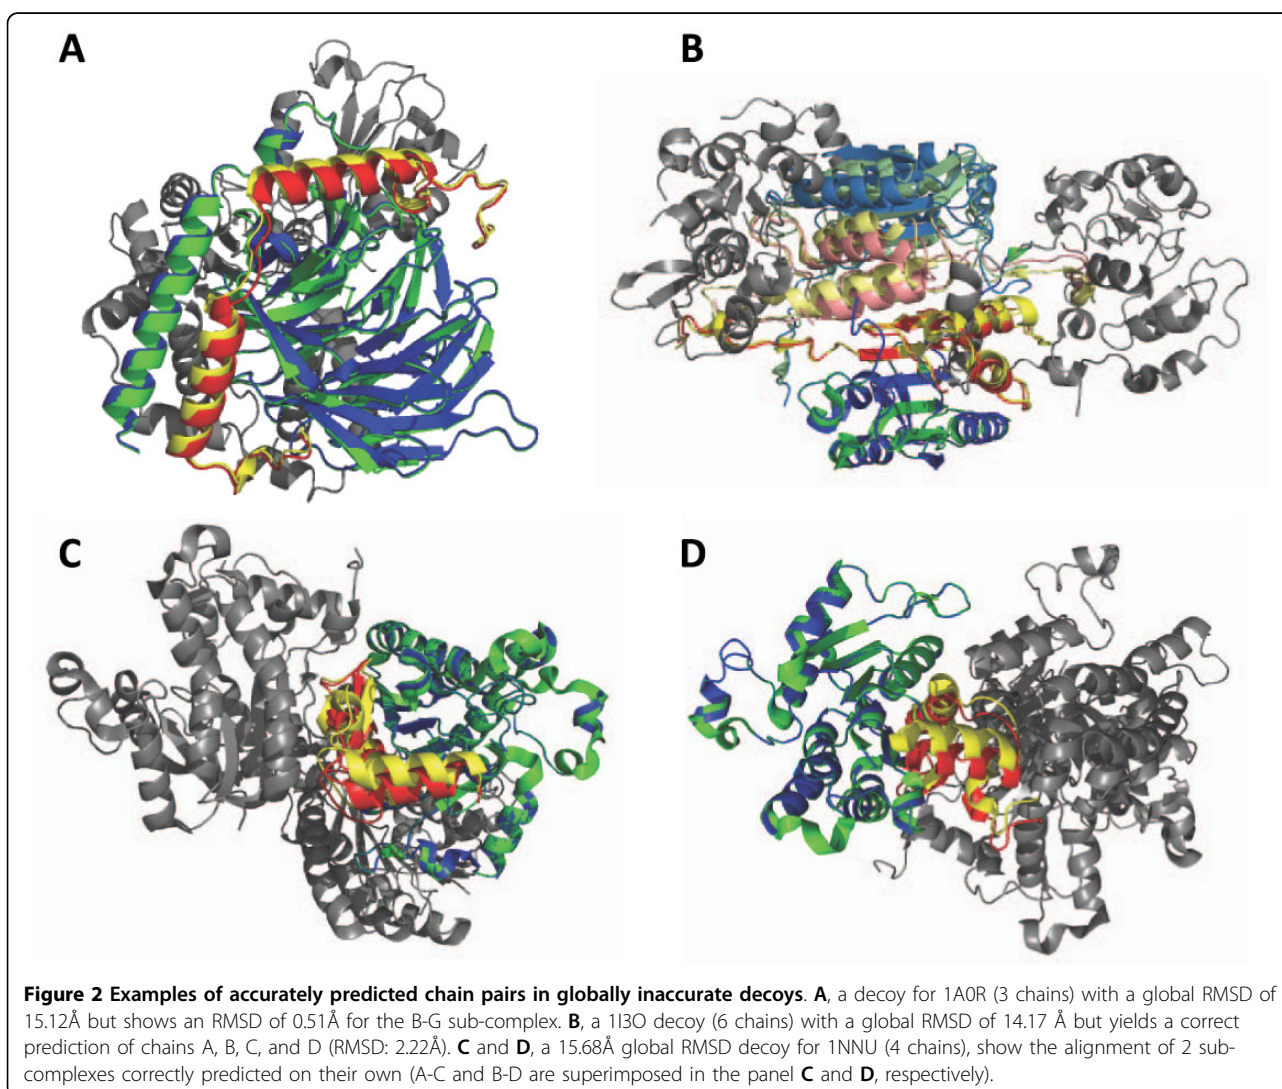 A
B
C
D
Figure 2 Examples of accurately predicted chain pairs in globally inaccurate decoys. A, a decoy for 1A0R (3 chains) with a global RMSD of
15.12Å but shows an RMSD of 0.51Å for the B-G sub-complex. B, a 1I3O decoy (6 chains) with a global RMSD of 14.17 Å but yields a correct
prediction of chains A, B, C, and D (RMSD: 2.22Å). C and D, a 15.68Å global RMSD decoy for 1NNU (4 chains), show the alignment of 2 sub-
complexes correctly predicted on their own (A-C and B-D are superimposed in the panel C and D, respectively).